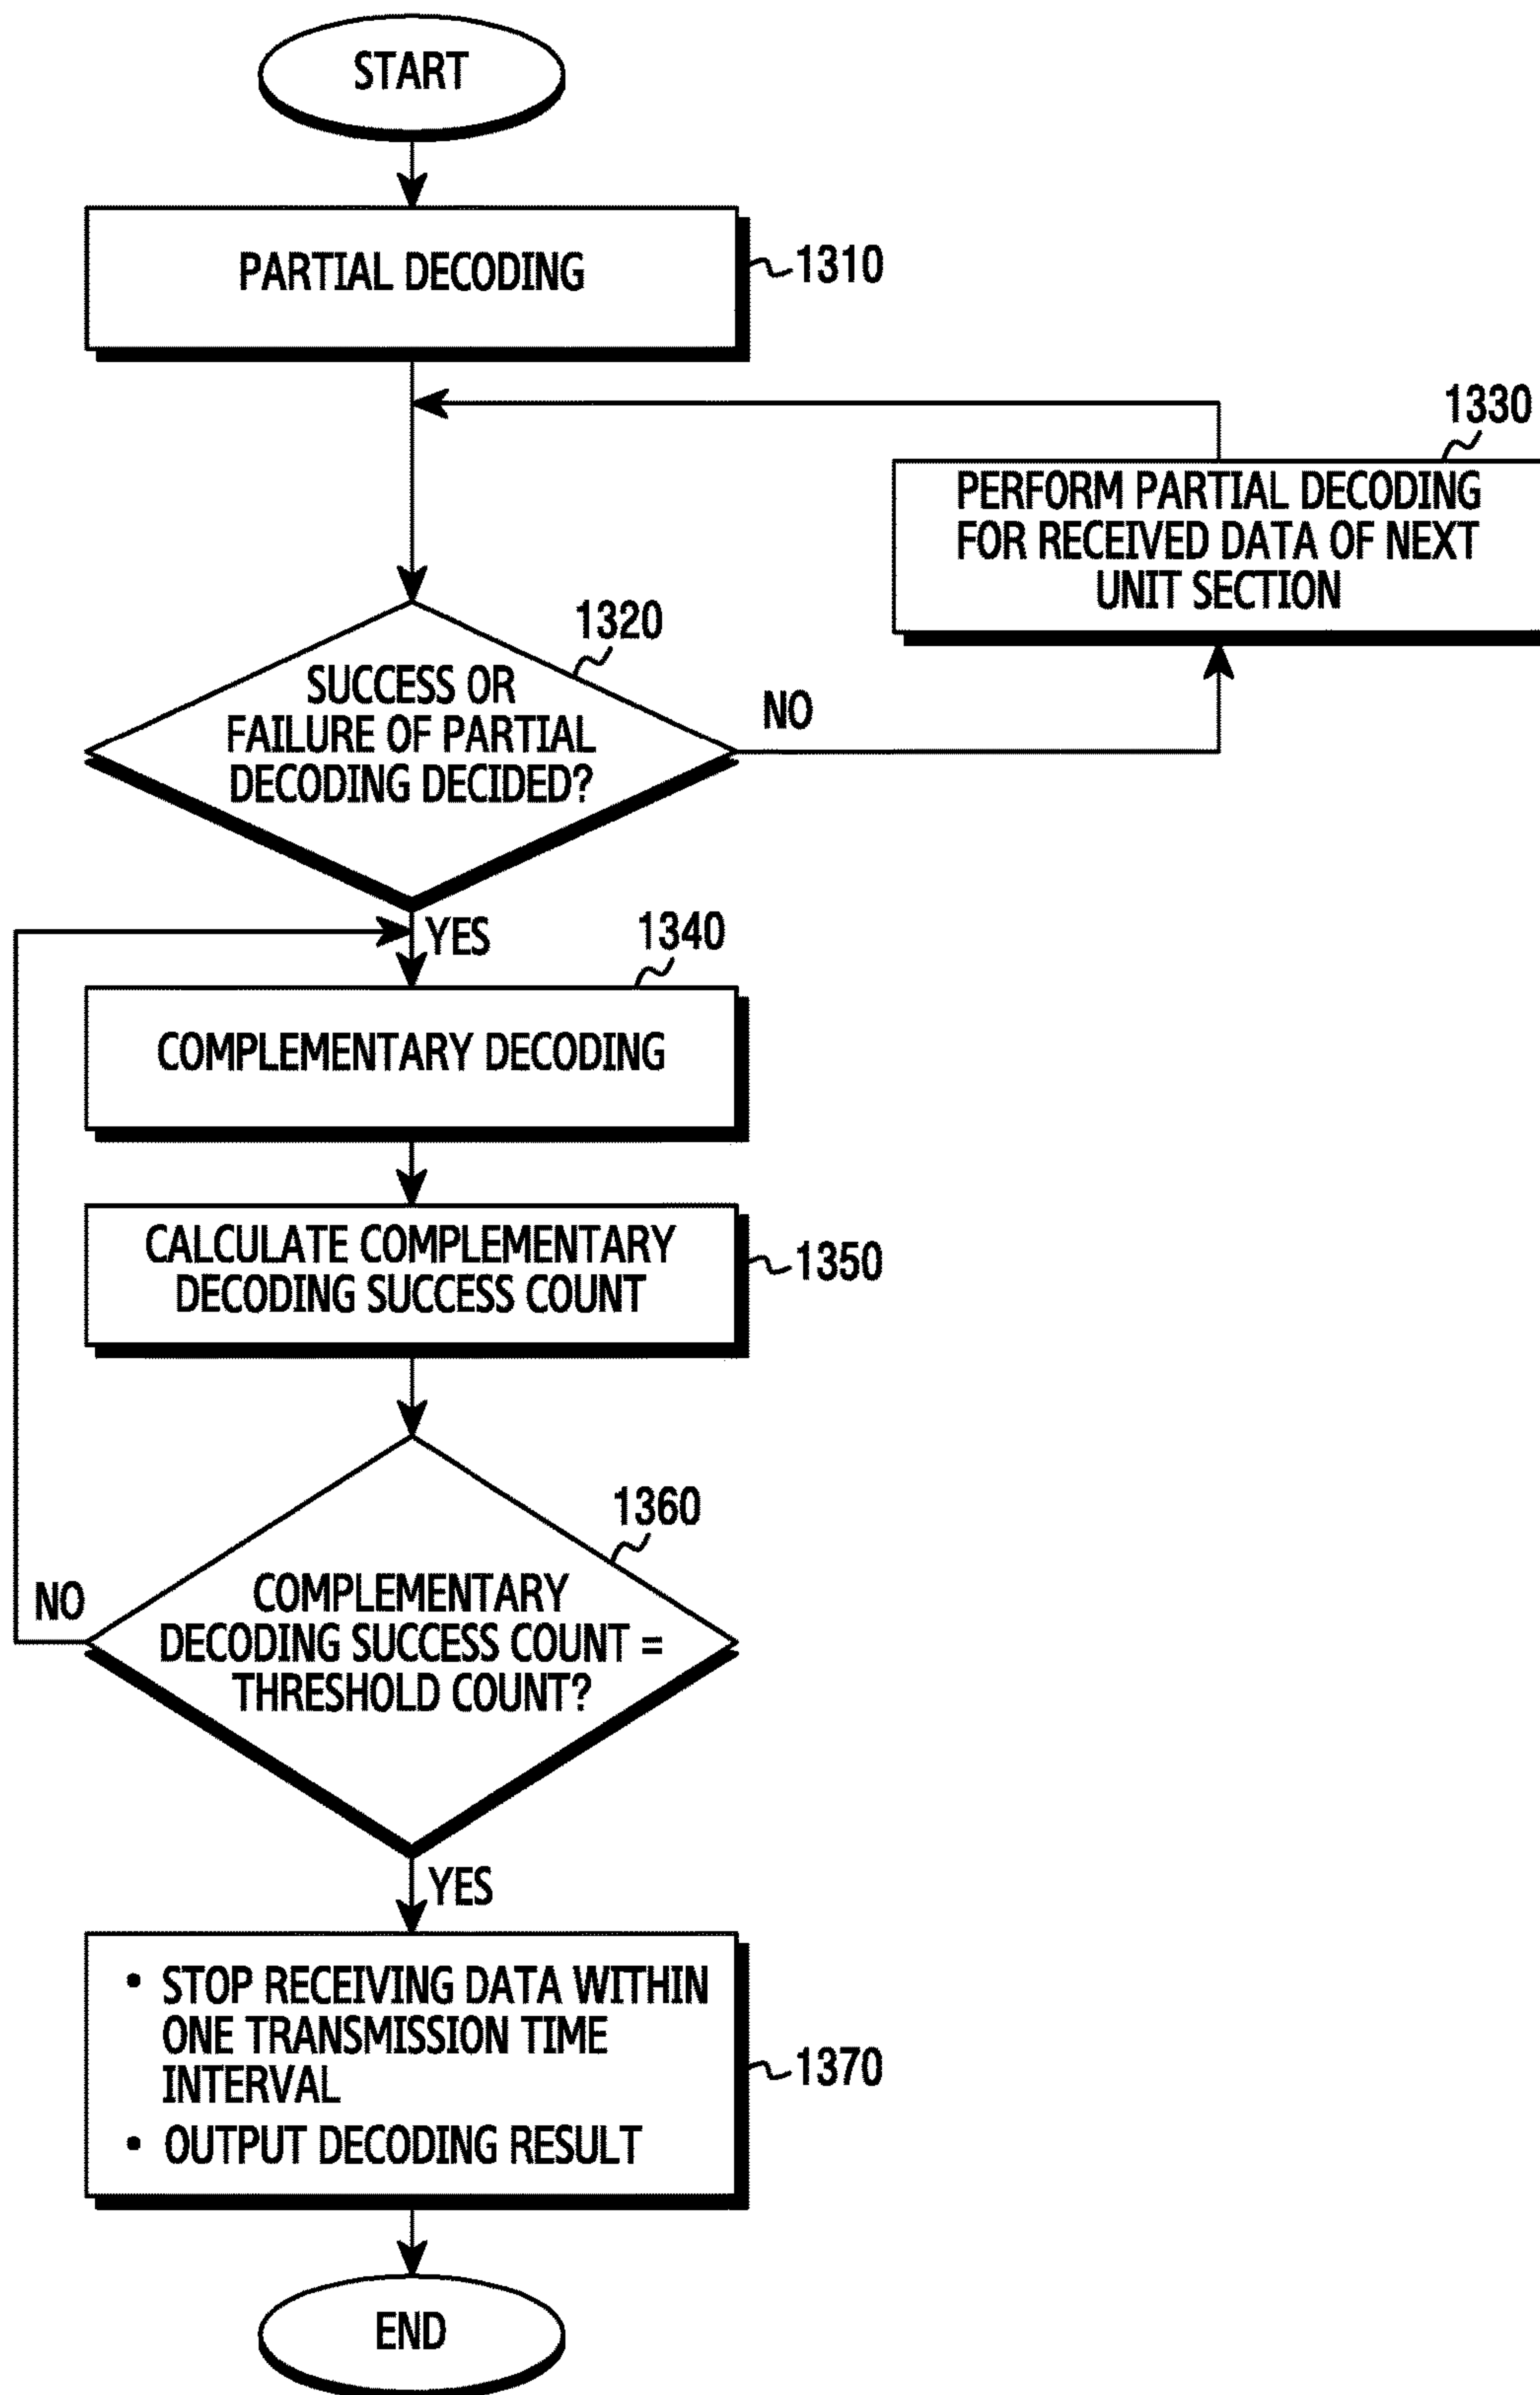 START
PARTIAL DECODING
1310
1330
PERFORM PARTIAL DECODING
FOR RECEIVED DATA OF NEXT
UNIT SECTION
1320
SUCCESS OR
FAILURE OF PARTIAL
DECODING DECIDED?
NO
YES
1340
COMPLEMENTARY DECODING
CALCULATE COMPLEMENTARY
DECODING SUCCESS COUNT
1350
1360
COMPLEMENTARY
DECODING SUCCESS COUNT =
THRESHOLD COUNT?
NO
YES
• STOP RECEIVING DATA WITHIN
ONE TRANSMISSION TIME
INTERVAL
• OUTPUT DECODING RESULT
1370
END